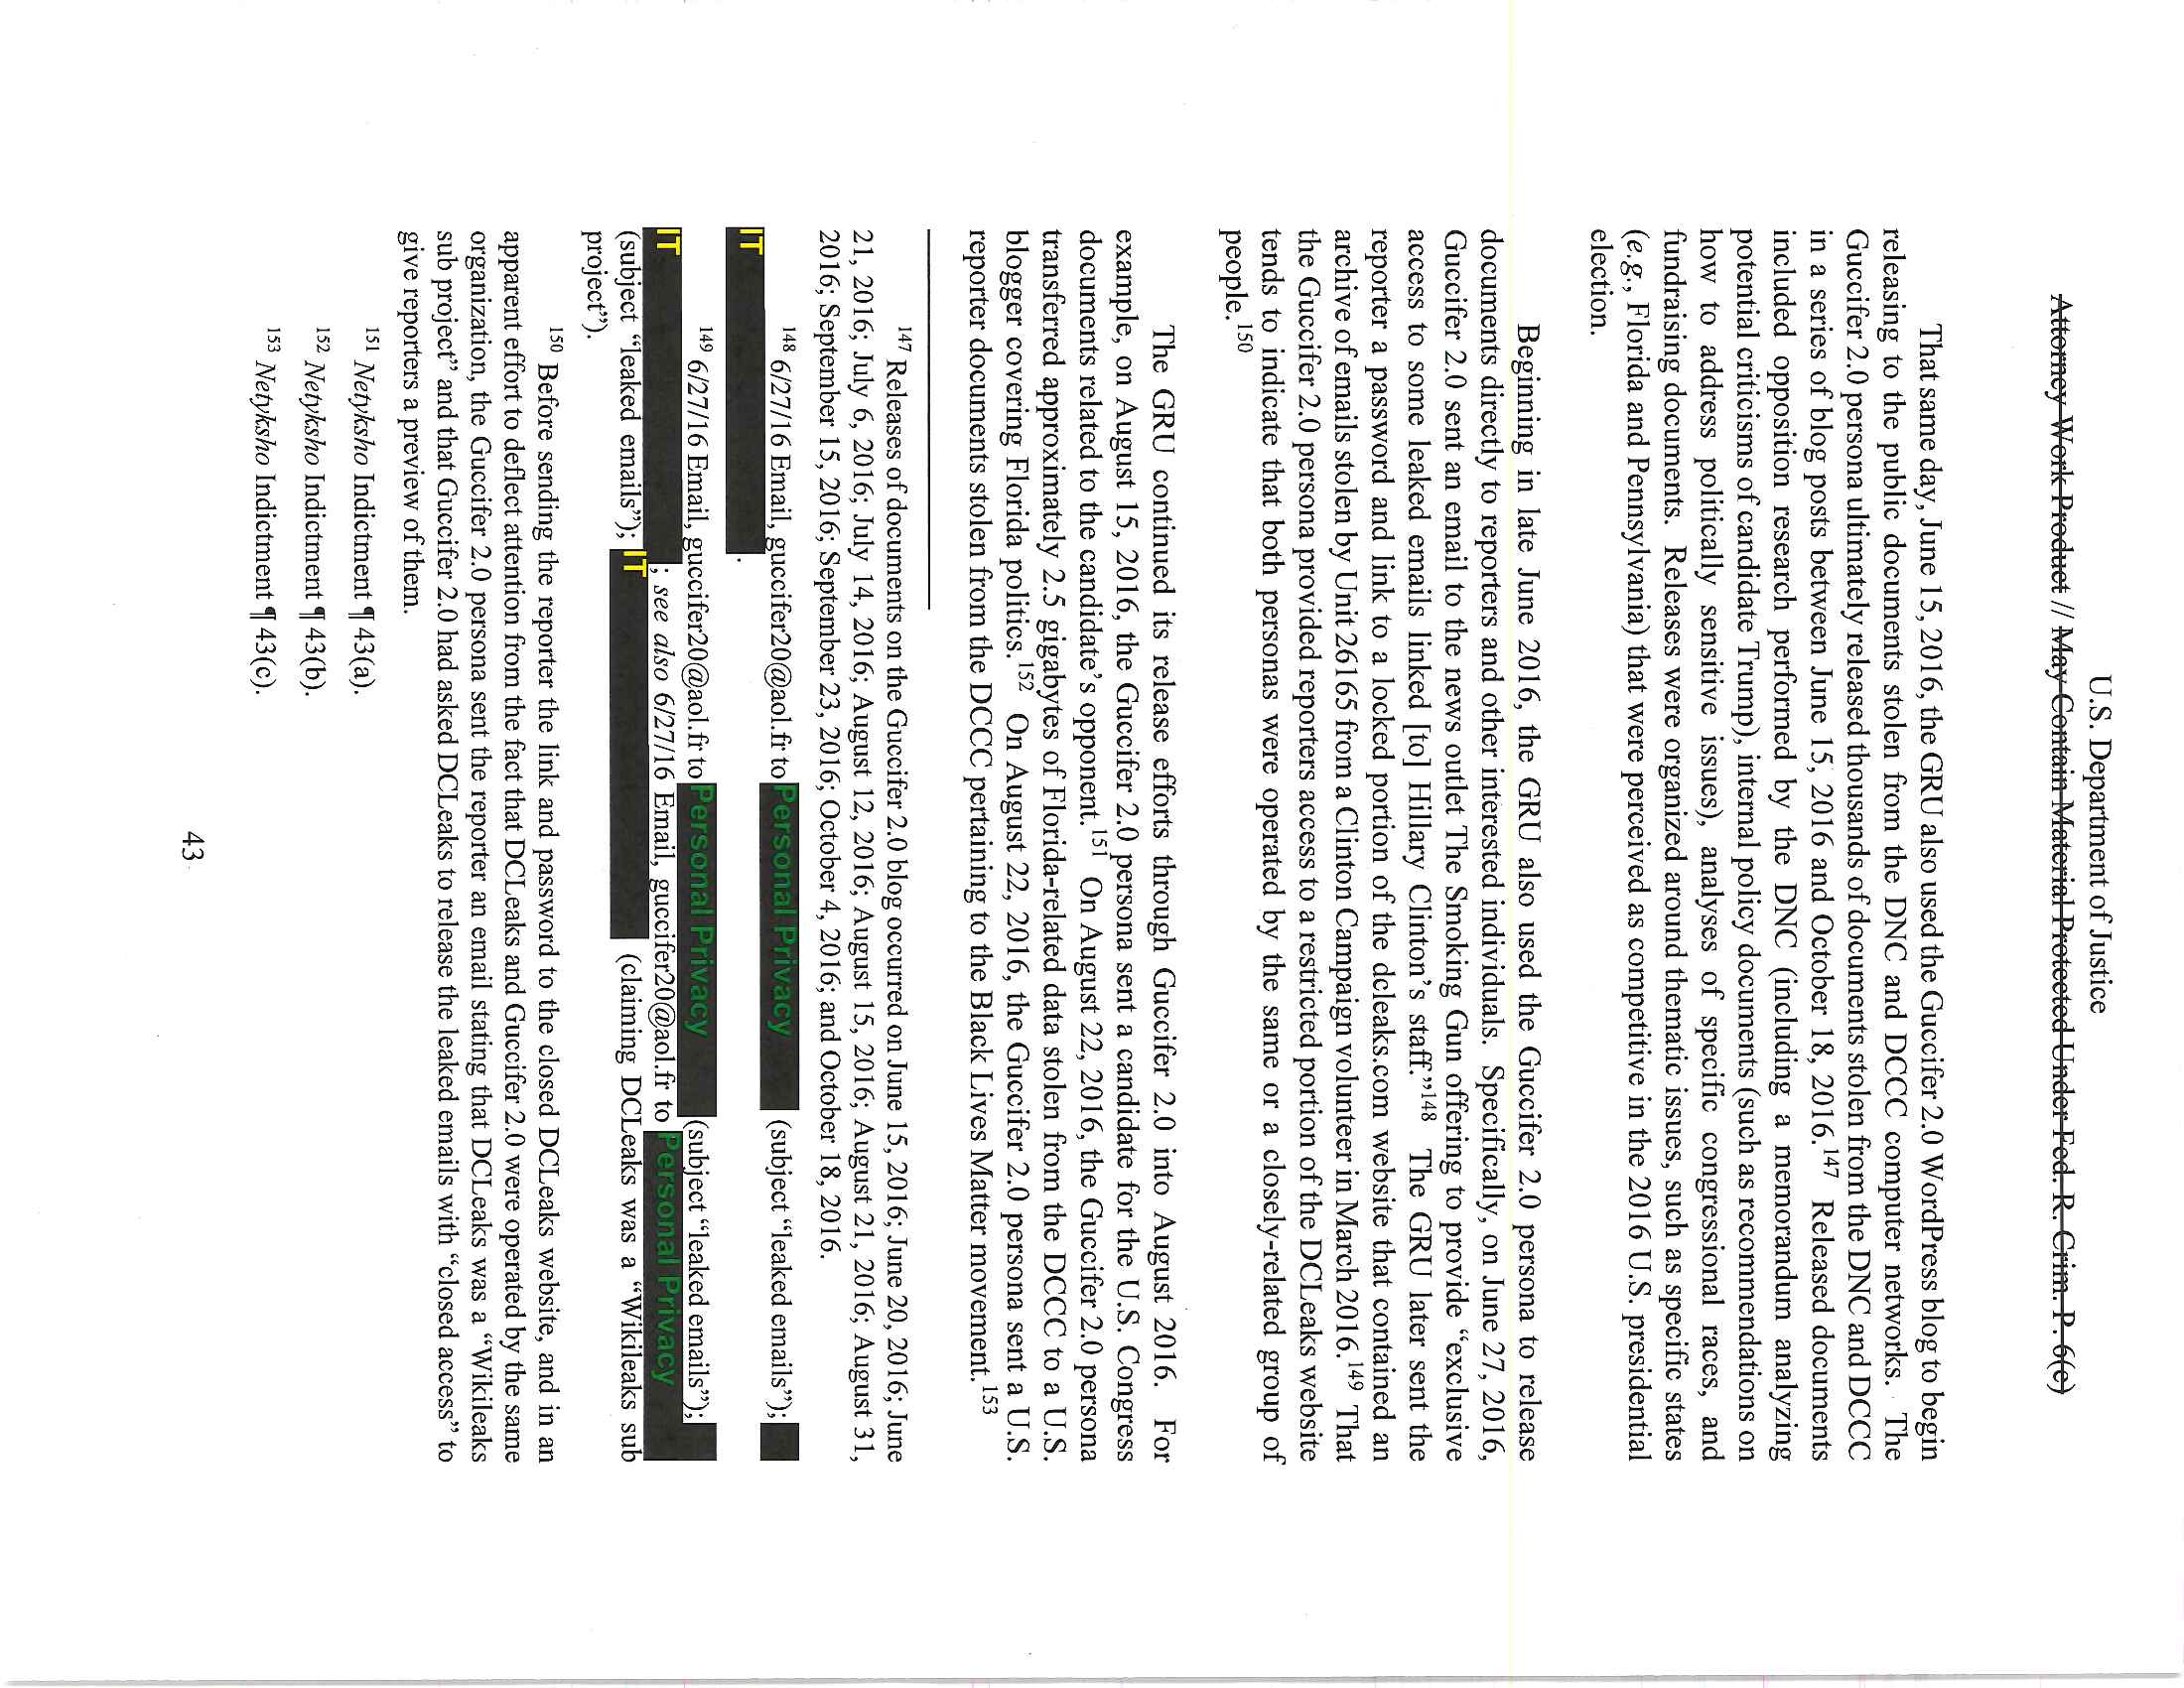 U.S. Department of Justice
Attorney Work Product // May Contain Material Protected Under Fed. R. Crim. P. 6(e)
That same day, June 15, 2016, the GRU also used the Guccifer 2.0 WordPress blog to begin
releasing to the public documents stolen from the DNC and DCCC computer networks. The
Guccifer 2.0 persona ultimately released thousands of documents stolen from the DNC and DCCC
in a series of blog posts between June 15, 2016 and October 18, 2016.147 Released documents
included opposition research performed by the DNC (including a memorandum analyzing
potential criticisms of candidate Trump), internal policy documents (such as recommendations on
how to address politically sensitive issues), analyses of specific congressional races, and
fundraising documents. Releases were organized around thematic issues, such as specific states
(e.g., Florida and Pennsylvania) that were perceived as competitive in the 2016 U.S. presidential
election.
Beginning in late June 2016, the GRU also used the Guccifer 2.0 persona to release
documents directly to reporters and other interested individuals. Specifically, on June 27, 2016,
Guccifer 2.0 sent an email to the news outlet The Smoking Gun offering to provide “exclusive
access to some leaked emails linked [to] Hillary Clinton’s staff.”148 The GRU later sent the
reporter a password and link to a locked portion of the dcleaks.com website that contained an
archive of emails stolen by Unit 26165 from a Clinton Campaign volunteer in March 2016.149 That
the Guccifer 2.0 persona provided reporters access to a restricted portion of the DCLeaks website
tends to indicate that both personas were operated by the same or a closely-related group of
people.150
The GRU continued its release efforts through Guccifer 2.0 into August 2016. For
example, on August 15, 2016, the Guccifer 2.0 persona sent a candidate for the U.S. Congress
documents related to the candidate’s opponent.151 On August 22, 2016, the Guccifer 2.0 persona
transferred approximately 2.5 gigabytes of Florida-related data stolen from the DCCC to a U.S.
blogger covering Florida politics.152 On August 22, 2016, the Guccifer 2.0 persona sent a U.S.
reporter documents stolen from the DCCC pertaining to the Black Lives Matter movement.153
147 Releases of documents on the Guccifer 2.0 blog occurred on June 15, 2016; June 20, 2016; June
21, 2016; July 6, 2016; July 14, 2016; August 12, 2016; August 15, 2016; August 21, 2016; August 31,
2016; September 15, 2016; September 23, 2016; October 4, 2016; and October 18, 2016.
148 6/27/16 Email, guccifer20@aol.fr to Personal Privacy (subject “leaked emails”);
IT .
149 6/27/16 Email, guccifer20@aol.fr to Personal Privacy (subject “leaked emails”);
IT ; see also 6/27/16 Email, guccifer20@aol.fr to Personal Privacy
(subject “leaked emails”); IT (claiming DCLeaks was a “Wikileaks sub
project”).
150 Before sending the reporter the link and password to the closed DCLeaks website, and in an
apparent effort to deflect attention from the fact that DCLeaks and Guccifer 2.0 were operated by the same
organization, the Guccifer 2.0 persona sent the reporter an email stating that DCLeaks was a “Wikileaks
sub project” and that Guccifer 2.0 had asked DCLeaks to release the leaked emails with “closed access” to
give reporters a preview of them.
151 Netyksho Indictment ¶ 43(a).
152 Netyksho Indictment ¶ 43(b).
153 Netyksho Indictment ¶ 43(c).
43